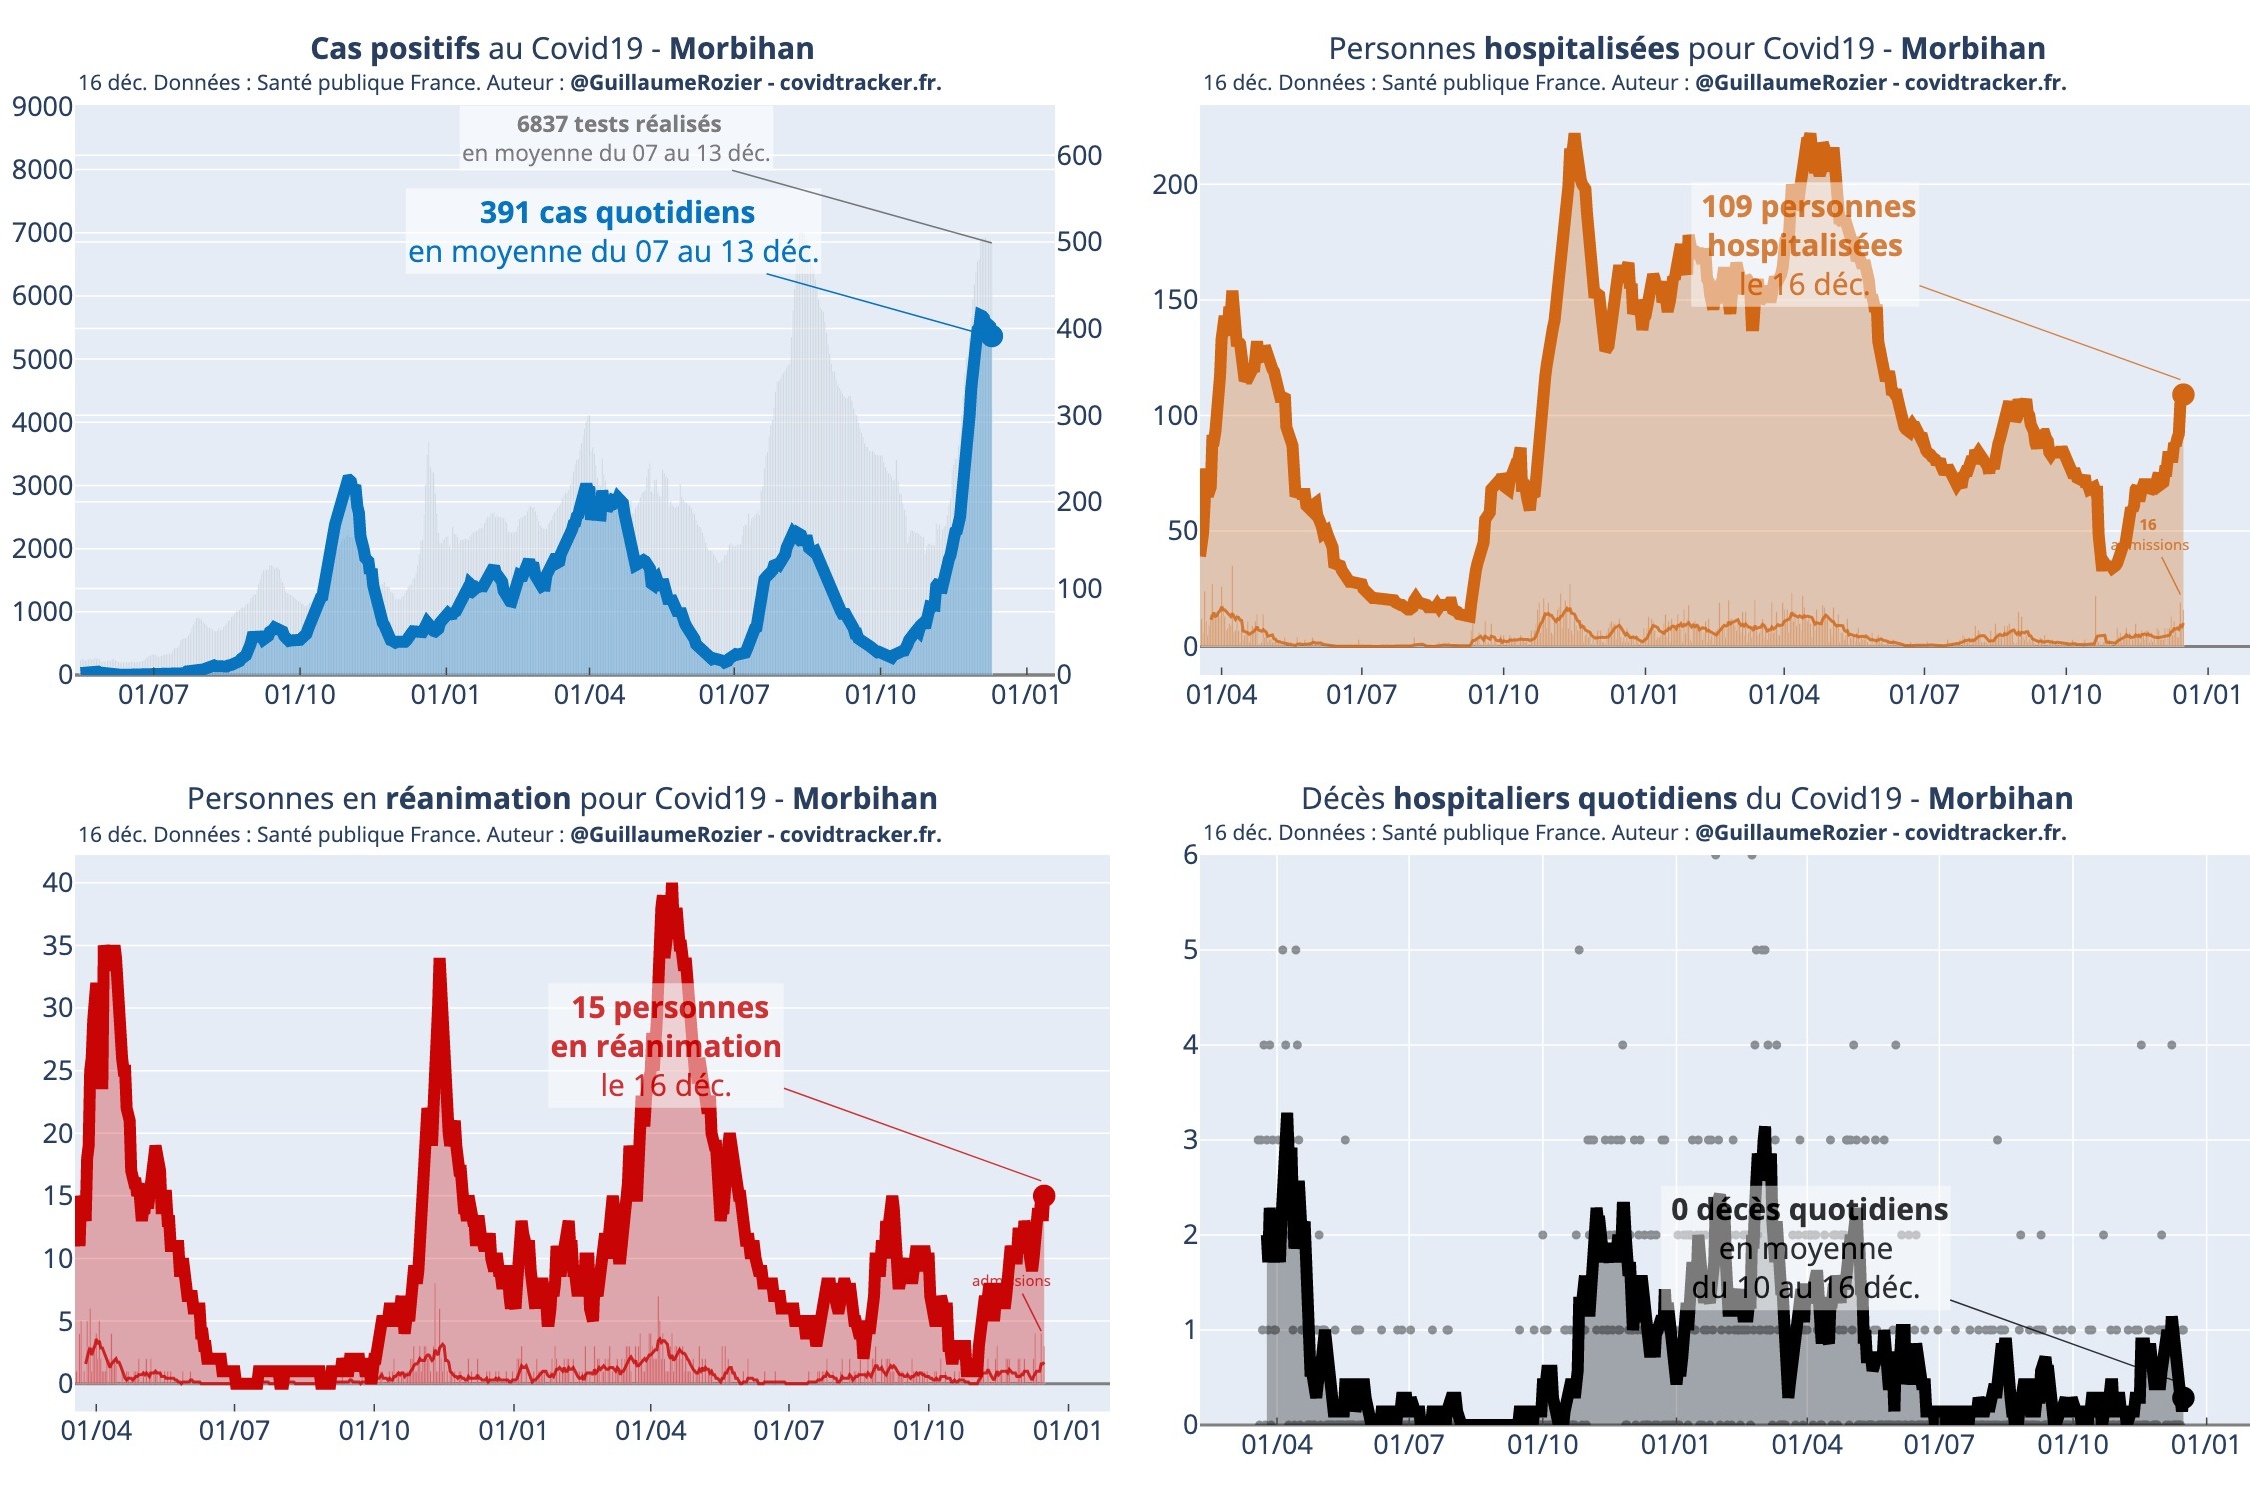 Cas positifs au Covid19 - Morbihan
16 déc. Données : Santé publique France. Auteur : @GuillaumeRozier - covidtracker.fr.
9000
8000
7000
6000
5000
4000
3000
2000
1000
0
600
500
400
300
200
100
0
6837 tests réalisés
en moyenne du 07 au 13 déc.
391 cas quotidiens
en moyenne du 07 au 13 déc.
01/07 01/10 01/01 01/04 01/07 01/10 01/01
Personnes hospitalisées pour Covid19 - Morbihan
16 déc. Données : Santé publique France. Auteur : @GuillaumeRozier - covidtracker.fr.
200
150
100
50
0
109 personnes
hospitalisées
le 16 déc.
16
admissions
01/04 01/07 01/10 01/01 01/04 01/07 01/10 01/01
Personnes en réanimation pour Covid19 - Morbihan
16 déc. Données : Santé publique France. Auteur : @GuillaumeRozier - covidtracker.fr.
40
35
30
25
20
15
10
5
0
15 personnes
en réanimation
le 16 déc.
admissions
01/04 01/07 01/10 01/01 01/04 01/07 01/10 01/01
Décès hospitaliers quotidiens du Covid19 - Morbihan
16 déc. Données : Santé publique France. Auteur : @GuillaumeRozier - covidtracker.fr.
6
5
4
3
2
1
0
0 décès quotidiens
en moyenne
du 10 au 16 déc.
01/04 01/07 01/10 01/01 01/04 01/07 01/10 01/01